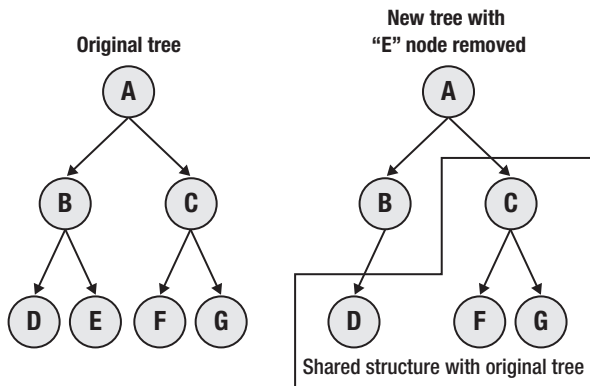 Original tree
New tree with
“E” node removed
A
A
B
C
B
C
D
E
F
G
D
F
G
Shared structure with original tree